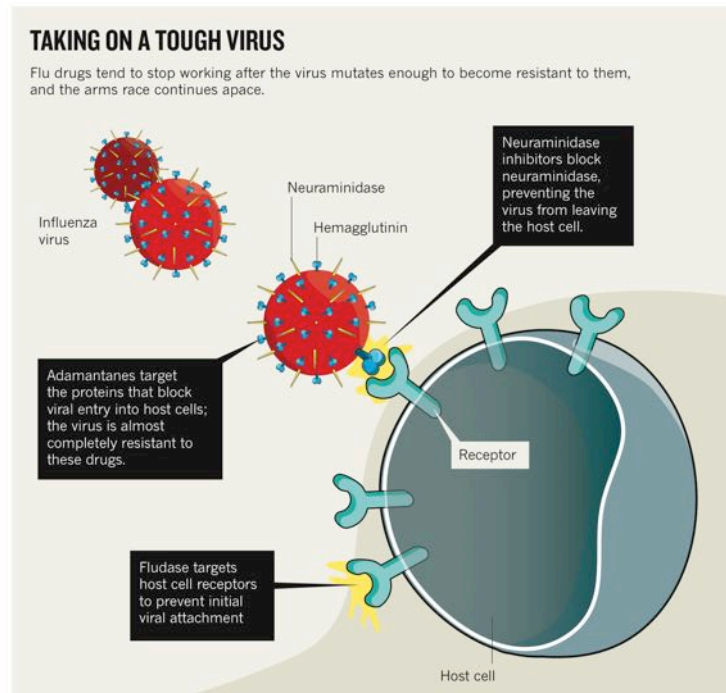 TAKING ON A TOUGH VIRUS
Flu drugs tend to stop working after the virus mutates enough to become resistant to them,
and the arms race continues apace.
Neuraminidase
inhibitors block
neuraminidase,
preventing the
virus from leaving
the host cell.
Neuraminidase
Hemagglutinin
Influenza
virus
Adamantanes target
the proteins that block
viral entry into host cells;
the virus is almost
completely resistant to
these drugs.
Receptor
Fludase targets
host cell receptors
to prevent initial
viral attachment
Host cell